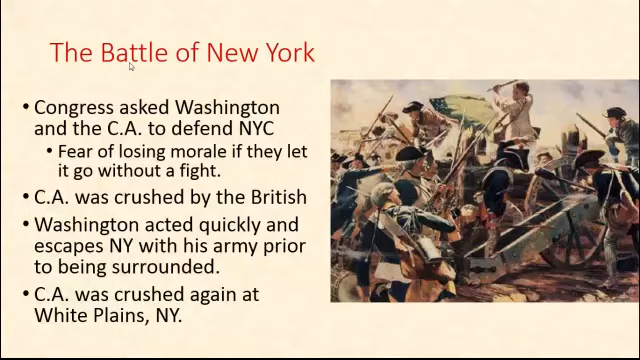 The Battle of New York
• Congress asked Washington
and the C.A. to defend NYC
• Fear of losing morale if they let
it go without a fight.
• C.A. was crushed by the British
• Washington acted quickly and
escapes NY with his army prior
to being surrounded.
• C.A. was crushed again at
White Plains, NY.